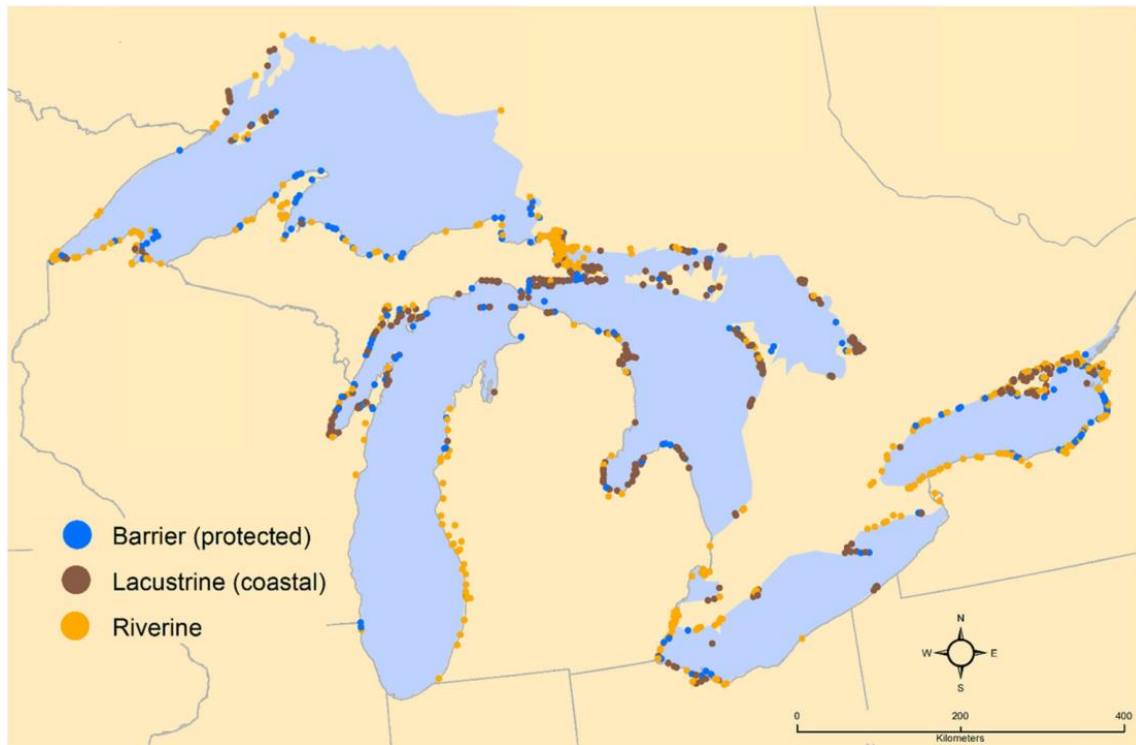 Barrier (protected)
Lacustrine (coastal)
Riverine
N
W
E
S
0
200
400
Kilometers